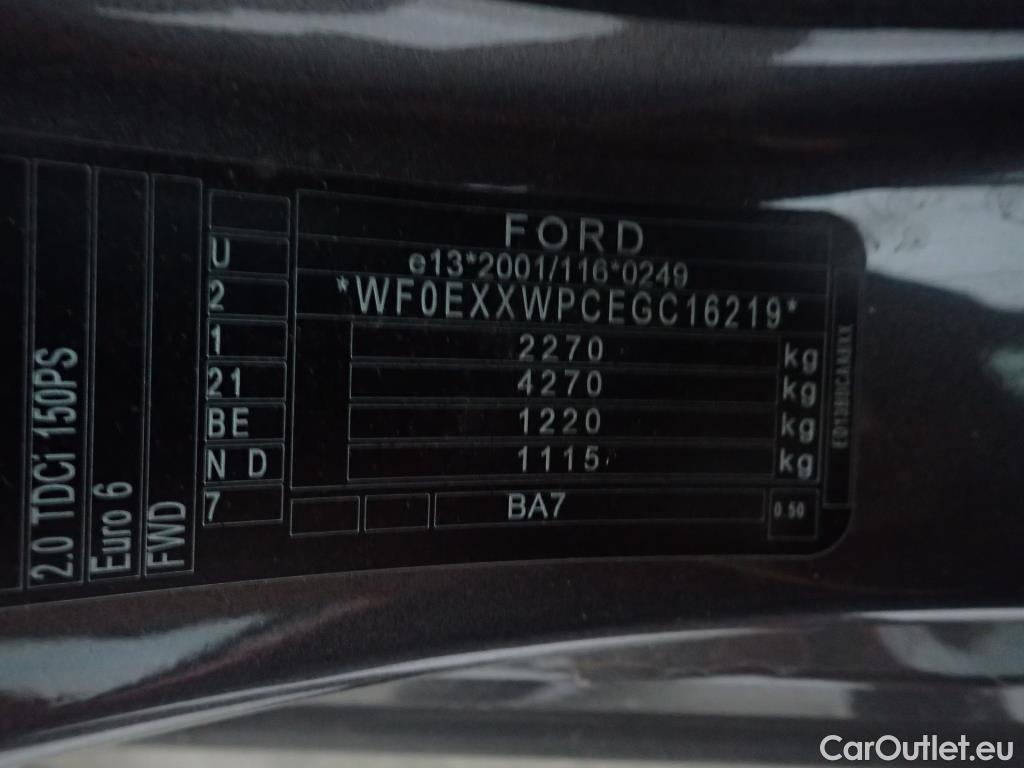 FORD
e13*2001/116*0249
*WF0EXXWPCEGC16219*
2270 kg
4270 kg
1220 kg
1115 kg
BA7
0.50
U
2
1
21
BE
N D
7
2.0 TDCi 150PS
Euro 6
FWD
CarOutlet.eu